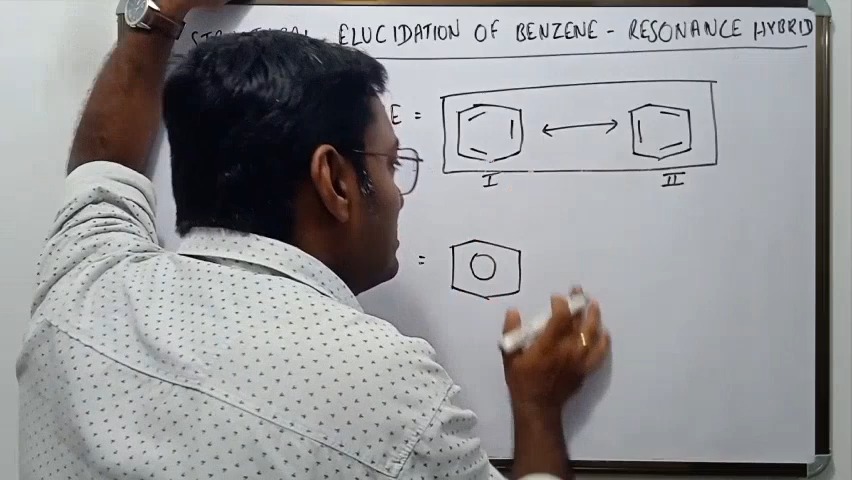 ELUCIDATION OF BENZENE - RESONANCE HYBRID
E =
I II
=